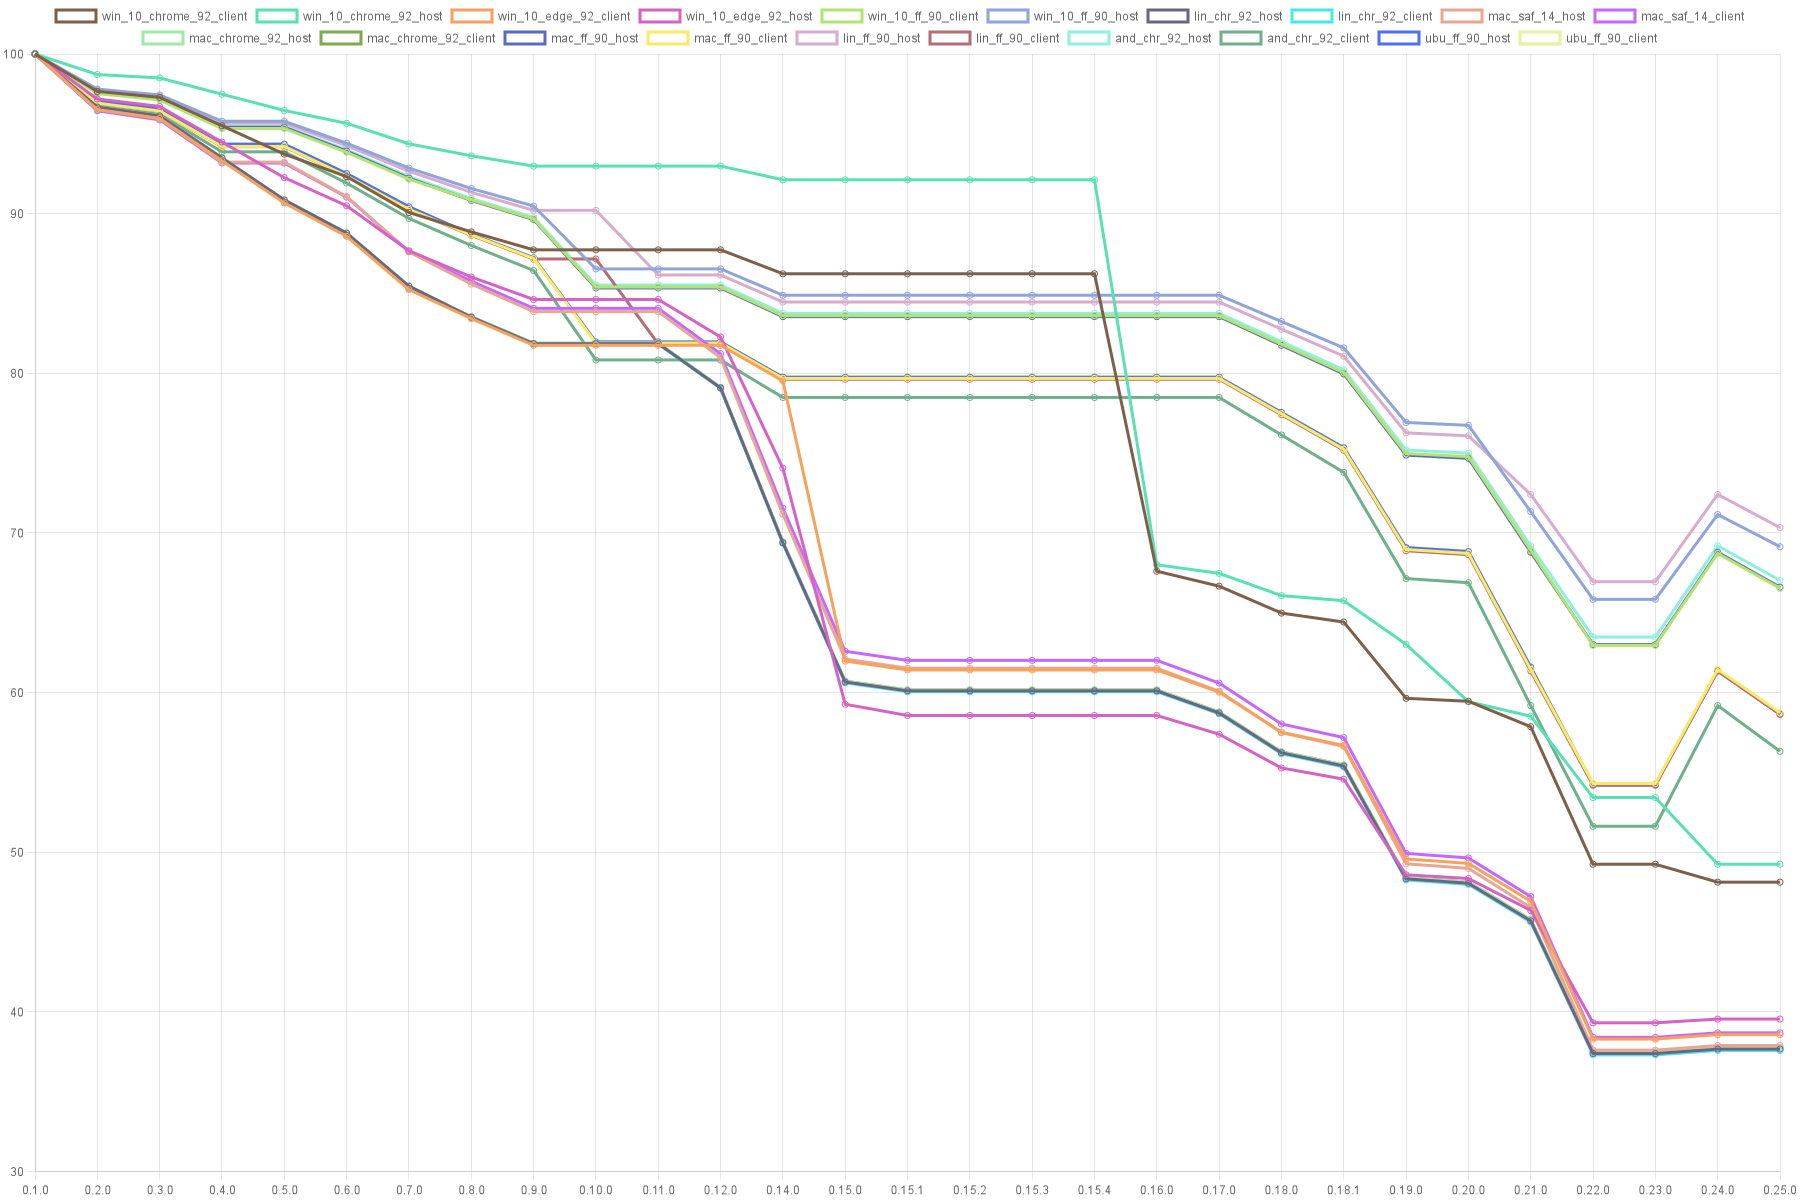 win_10_chrome_92_client win_10_chrome_92_host win_10_edge_92_client win_10_edge_92_host win_10_ff_90_client win_10_ff_90_host lin_chr_92_host lin_chr_92_client mac_saf_14_host mac_saf_14_client
mac_chrome_92_host mac_chrome_92_client mac_ff_90_host mac_ff_90_client lin_ff_90_host lin_ff_90_client and_chr_92_host and_chr_92_client ubu_ff_90_host ubu_ff_90_client
100
90
80
70
60
50
40
30
0.1.0 0.2.0 0.3.0 0.4.0 0.5.0 0.6.0 0.7.0 0.8.0 0.9.0 0.10.0 0.11.0 0.12.0 0.14.0 0.15.0 0.15.1 0.15.2 0.15.3 0.15.4 0.16.0 0.17.0 0.18.0 0.18.1 0.19.0 0.20.0 0.21.0 0.22.0 0.23.0 0.24.0 0.25.0